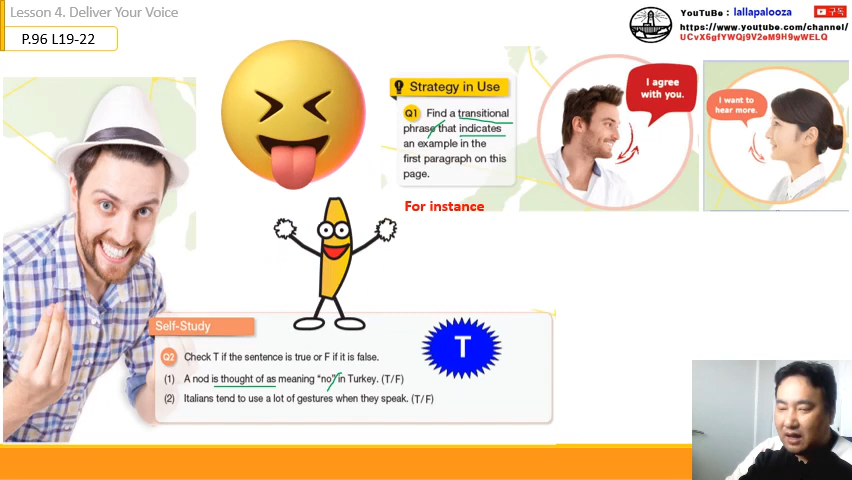 Lesson 4. Deliver Your Voice
P.96 L19-22
YouTuBe : lallapalooza
구독
https://www.youtube.com/channel/
UCvX6gfYWQj9V2eM9H9wWELQ
Strategy in Use
Q1 Find a transitional
phrase that indicates
an example in the
first paragraph on this
page.
For instance
I agree
with you.
I want to
hear more.
Self-Study
Q2 Check T if the sentence is true or F if it is false.
(1) A nod is thought of as meaning “no” in Turkey. (T/F)
(2) Italians tend to use a lot of gestures when they speak. (T/F)
T